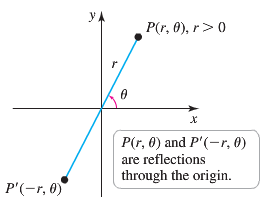 y
P(r, θ), r > 0
r
θ
x
P(r, θ) and P′(−r, θ)
are reflections
through the origin.
P′(−r, θ)